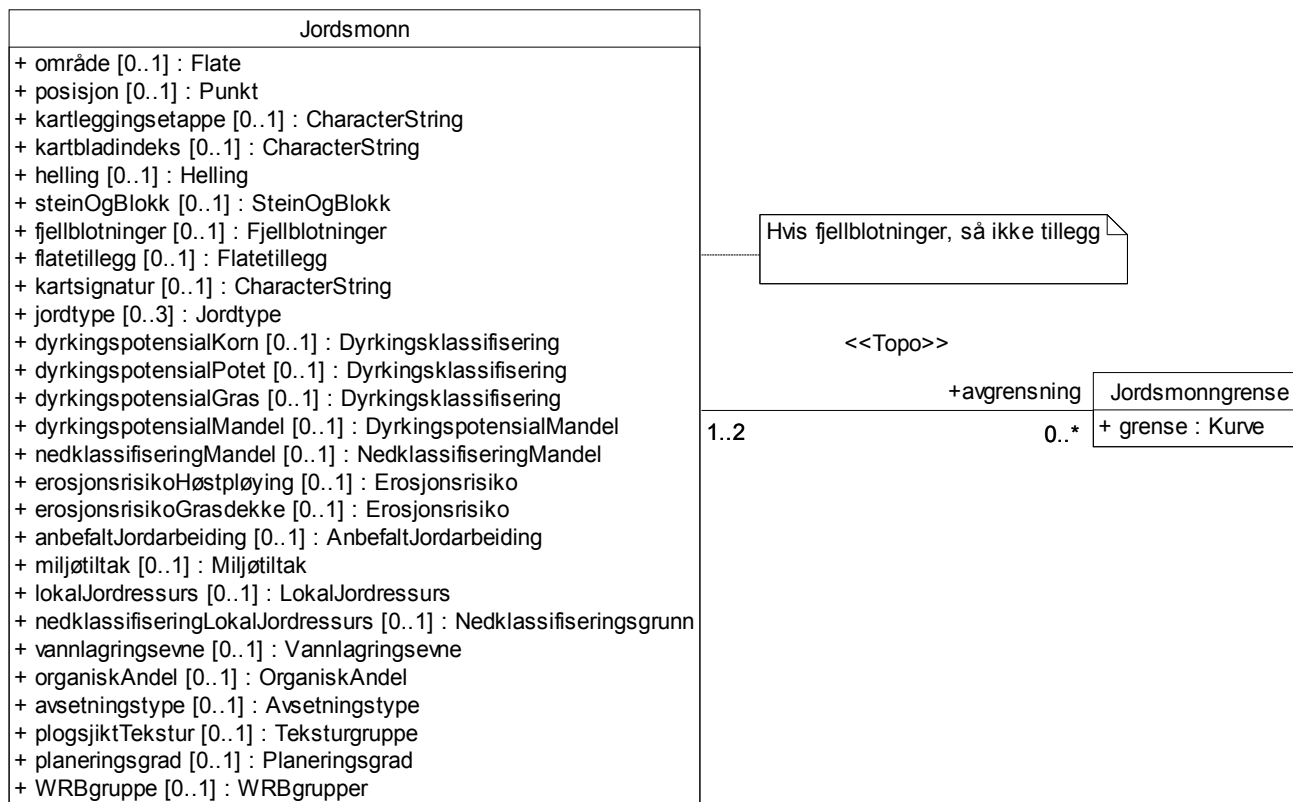 Jordsmonn
+ område [0..1] : Flate
+ posisjon [0..1] : Punkt
+ kartleggingsetappe [0..1] : CharacterString
+ kartbladindeks [0..1] : CharacterString
+ helling [0..1] : Helling
+ steinOgBlokk [0..1] : SteinOgBlokk
+ fjellblotninger [0..1] : Fjellblotninger
+ flatetillegg [0..1] : Flatetillegg
+ kartsignatur [0..1] : CharacterString
+ jordtype [0..3] : Jordtype
+ dyrkingspotensialKorn [0..1] : Dyrkingsklassifisering
+ dyrkingspotensialPotet [0..1] : Dyrkingsklassifisering
+ dyrkingspotensialGras [0..1] : Dyrkingsklassifisering
+ dyrkingspotensialMandel [0..1] : DyrkingspotensialMandel
+ nedklassifiseringMandel [0..1] : NedklassifiseringMandel
+ erosjonsrisikoHøstpløying [0..1] : Erosjonsrisiko
+ erosjonsrisikoGrasdekke [0..1] : Erosjonsrisiko
+ anbefaltJordarbeiding [0..1] : AnbefaltJordarbeiding
+ miljøtiltak [0..1] : Miljøtiltak
+ lokalJordressurs [0..1] : LokalJordressurs
+ nedklassifiseringLokalJordressurs [0..1] : Nedklassifiseringsgrunn
+ vannlagringsevne [0..1] : Vannlagringsevne
+ organiskAndel [0..1] : OrganiskAndel
+ avsetningstype [0..1] : Avsetningstype
+ plogsjiktTekstur [0..1] : Teksturgruppe
+ planeringsgrad [0..1] : Planeringsgrad
+ WRBgruppe [0..1] : WRBgrupper
Hvis fjellblotninger, så ikke tillegg
<<Topo>>
+avgrensning
1..2
0..*
Jordsmonngrense
+ grense : Kurve